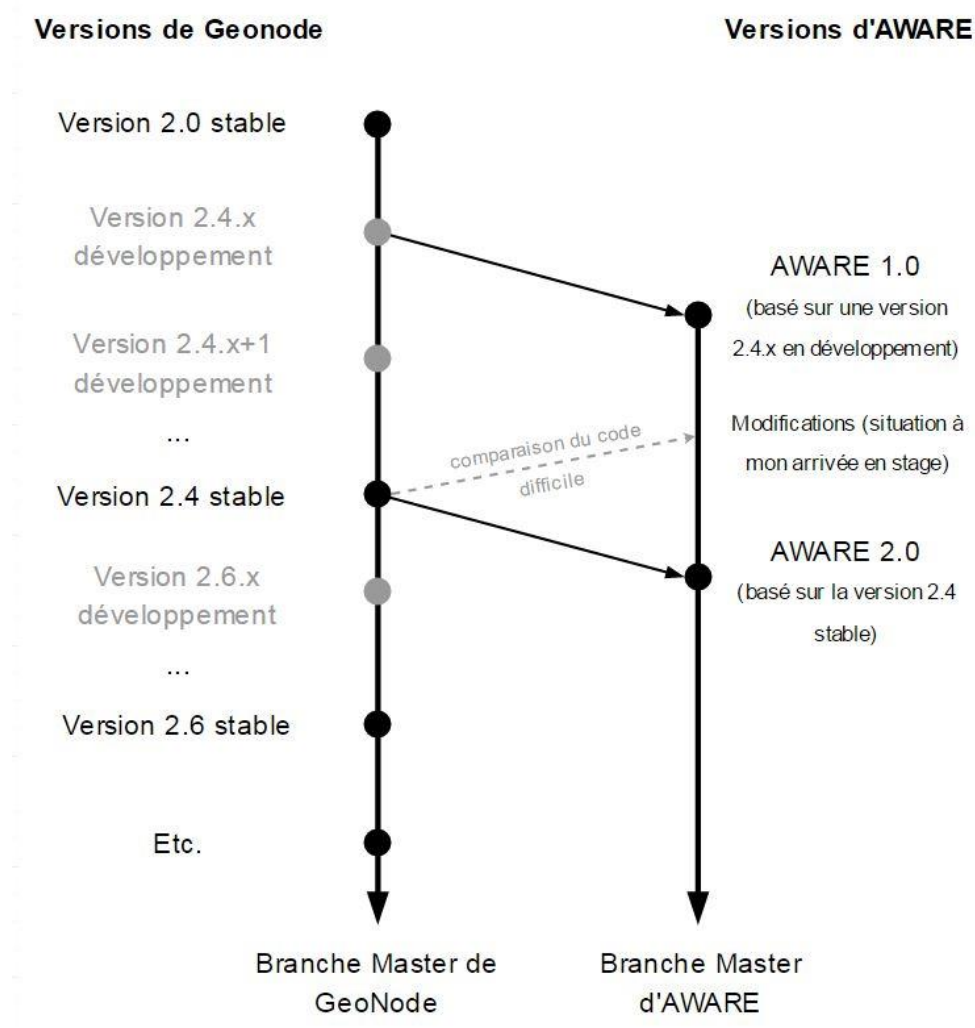 Versions de Geonode
Versions d'AWARE
Version 2.0 stable
Version 2.4.x
développement
AWARE 1.0
(basé sur une version
2.4.x en développement)
Version 2.4.x+1
développement
...
Modifications (situation à
mon arrivée en stage)
comparaison du code
difficile
Version 2.4 stable
AWARE 2.0
(basé sur la version 2.4
stable)
Version 2.6.x
développement
...
Version 2.6 stable
Etc.
Branche Master de
GeoNode
Branche Master
d'AWARE